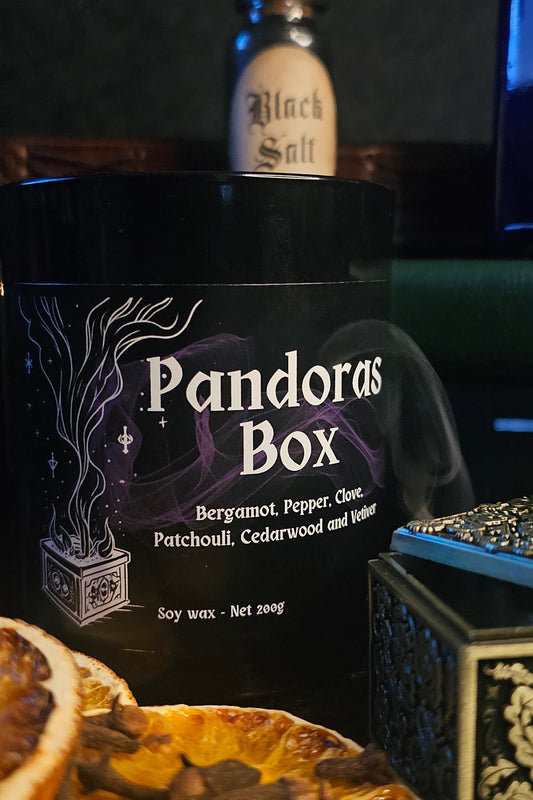 Black
Salt
Pandoras
Box
Bergamot, Pepper, Clove,
Patchouli, Cedarwood and Vetiver
Soy wax - Net 200g